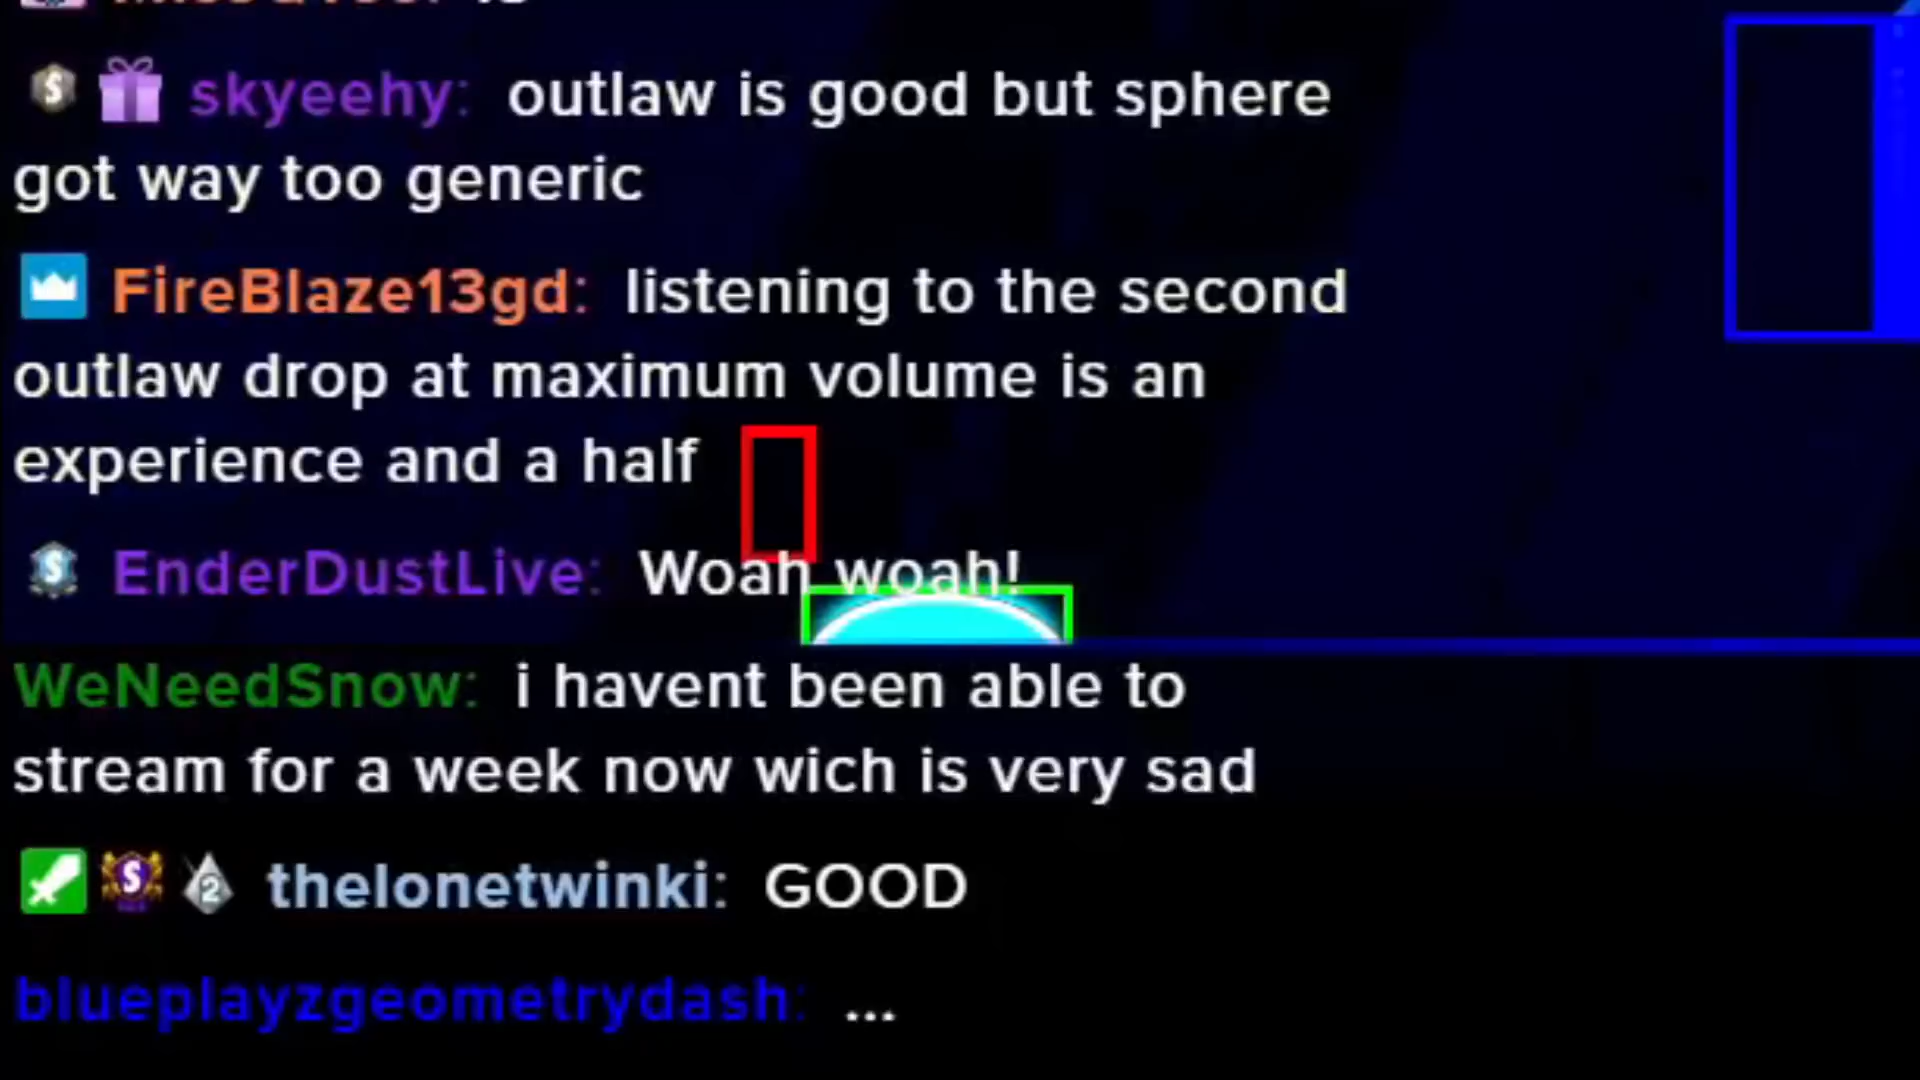 skyeehy: outlaw is good but sphere
got way too generic
FireBlaze13gd: listening to the second
outlaw drop at maximum volume is an
experience and a half
EnderDustLive: Woah woah!
WeNeedSnow: i havent been able to
stream for a week now wich is very sad
thelonetwinki: GOOD
blueplayzgeometrydash: ...